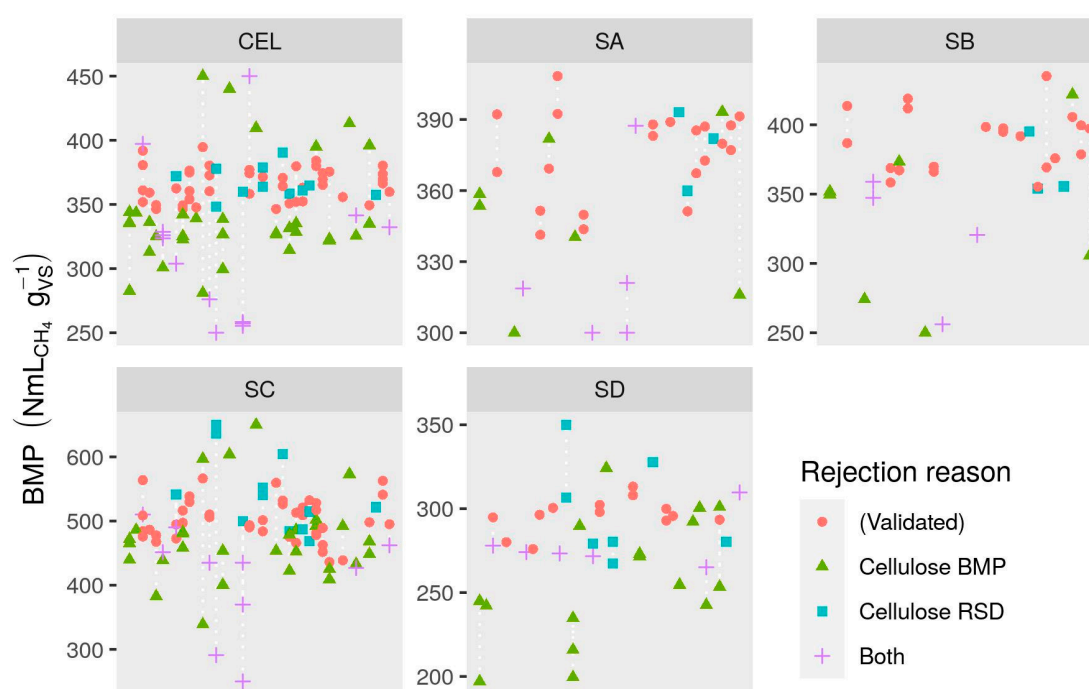 CEL
SA
SB
450
400
350
300
250
390
360
330
300
400
350
300
250
BMP (NmL_CH₄ g_VS⁻¹)
SC
SD
600
500
400
300
350
300
250
200
Rejection reason
(Validated)
Cellulose BMP
Cellulose RSD
Both